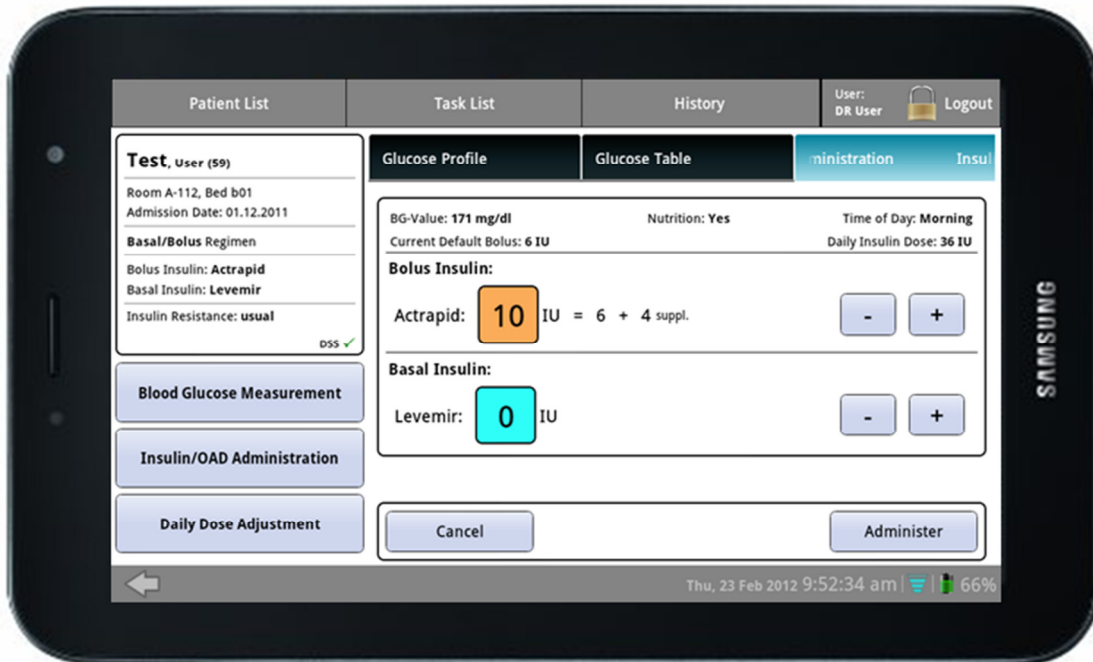 Patient List
Task List
History
User:
DR User
Logout
Test, User (59)
Room A-112, Bed b01
Admission Date: 01.12.2011
Basal/Bolus Regimen
Bolus Insulin: Actrapid
Basal Insulin: Levemir
Insulin Resistance: usual
DSS ✓
Blood Glucose Measurement
Insulin/OAD Administration
Daily Dose Adjustment
Glucose Profile
Glucose Table
ministration Insul
BG-Value: 171 mg/dl Nutrition: Yes Time of Day: Morning
Current Default Bolus: 6 IU Daily Insulin Dose: 36 IU
Bolus Insulin:
Actrapid: 10 IU = 6 + 4 suppl. - +
Basal Insulin:
Levemir: 0 IU - +
Cancel
Administer
Thu, 23 Feb 2012 9:52:34 am | | 66%
SAMSUNG